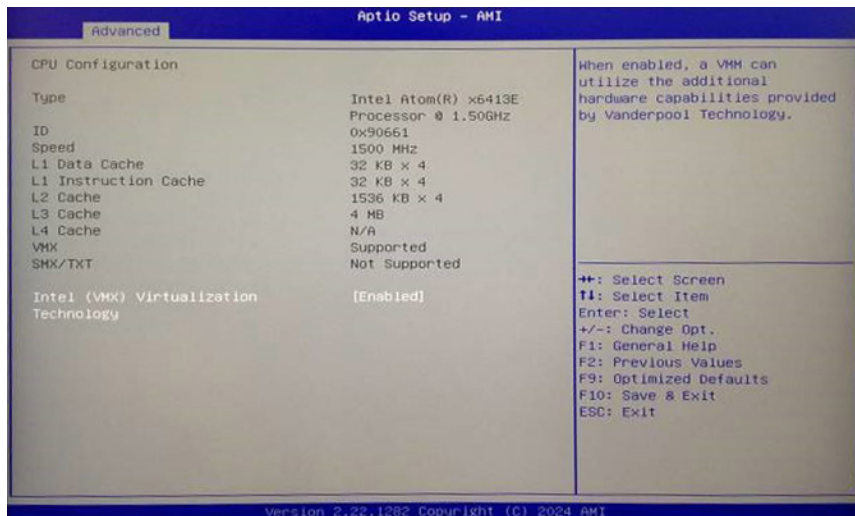 Aptio Setup - AMI
Advanced
CPU Configuration
Type Intel Atom(R) x6413E
Processor @ 1.50GHz
ID 0x90661
Speed 1500 MHz
L1 Data Cache 32 KB x 4
L1 Instruction Cache 32 KB x 4
L2 Cache 1536 KB x 4
L3 Cache 4 MB
L4 Cache N/A
VMX Supported
SMX/TXT Not Supported
Intel (VMX) Virtualization [Enabled]
Technology
When enabled, a VMM can
utilize the additional
hardware capabilities provided
by Vanderpool Technology.
→←: Select Screen
↑↓: Select Item
Enter: Select
+/-: Change Opt.
F1: General Help
F2: Previous Values
F9: Optimized Defaults
F10: Save & Exit
ESC: Exit
Version 2.22.1282 Copyright (C) 2024 AMI